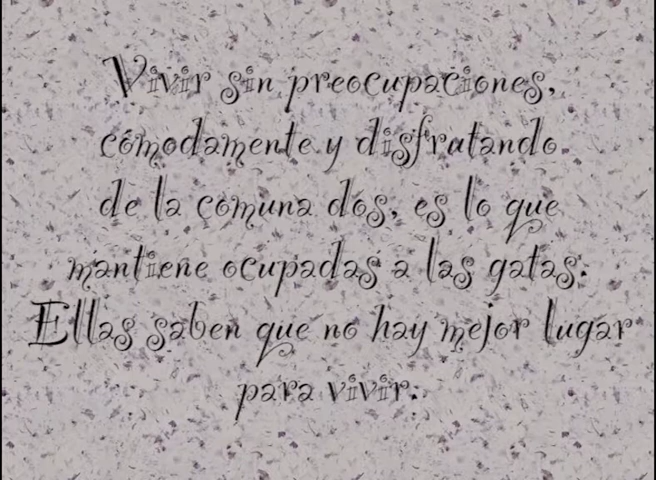 Vivir sin preocupaciones,
cómodamente y disfrutando
de la comuna dos, es lo que
mantiene ocupadas a las gatas.
Ellas saben que no hay mejor lugar
para vivir.